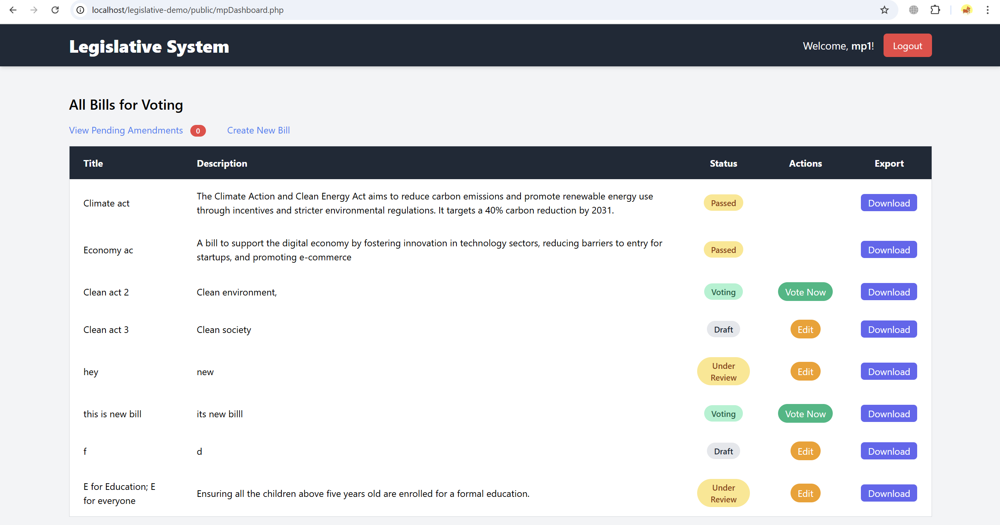 localhost/legislative-demo/public/mpDashboard.php
Legislative System
Welcome, mp1!
Logout
All Bills for Voting
View Pending Amendments 0 Create New Bill
Title Description Status Actions Export
Climate act
The Climate Action and Clean Energy Act aims to reduce carbon emissions and promote renewable energy use
through incentives and stricter environmental regulations. It targets a 40% carbon reduction by 2031.
Passed
Download
Economy ac
A bill to support the digital economy by fostering innovation in technology sectors, reducing barriers to entry for
startups, and promoting e-commerce
Passed
Download
Clean act 2 Clean environment, Voting Vote Now Download
Clean act 3 Clean society Draft Edit Download
hey new
Under
Review
Edit Download
this is new bill its new billl Voting Vote Now Download
f d Draft Edit Download
E for Education; E
for everyone
Ensuring all the children above five years old are enrolled for a formal education.
Under
Review
Edit Download